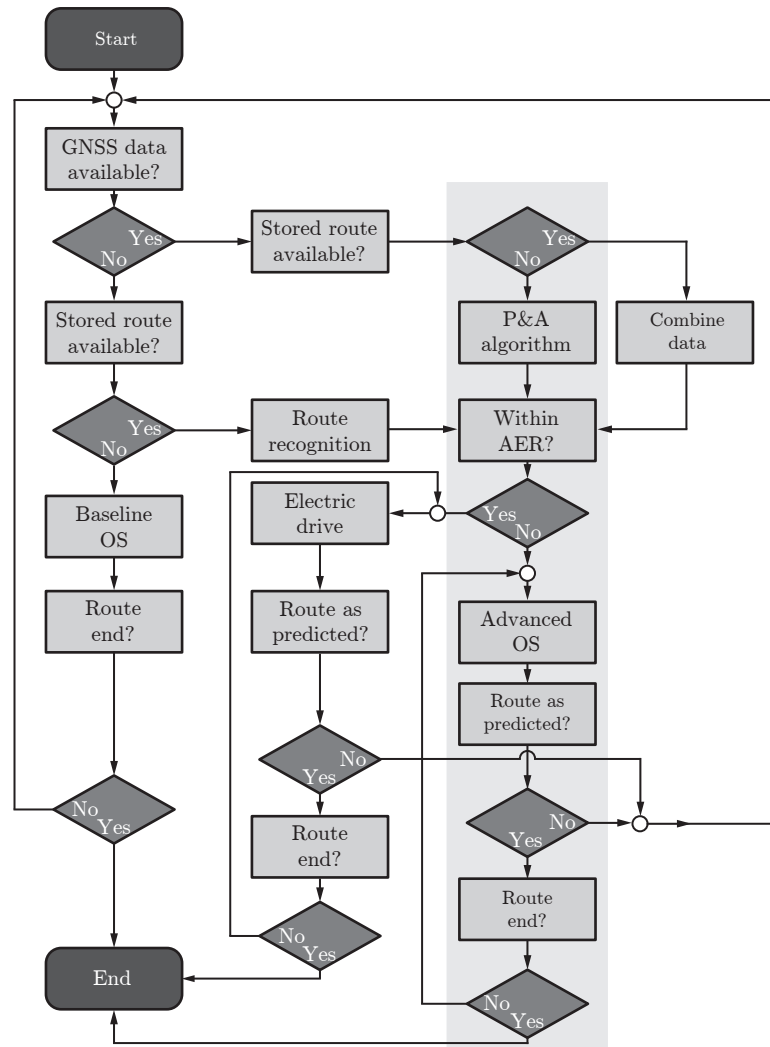 Start
GNSS data
available?
Yes
No
Stored route
available?
Yes
No
Stored route
available?
P&A
algorithm
Combine
data
Yes
No
Route
recognition
Within
AER?
Yes
No
Baseline
OS
Electric
drive
Route
end?
Route as
predicted?
Advanced
OS
Route as
predicted?
No
Yes
No
Yes
No
Yes
Route
end?
Route
end?
No
Yes
No
Yes
End